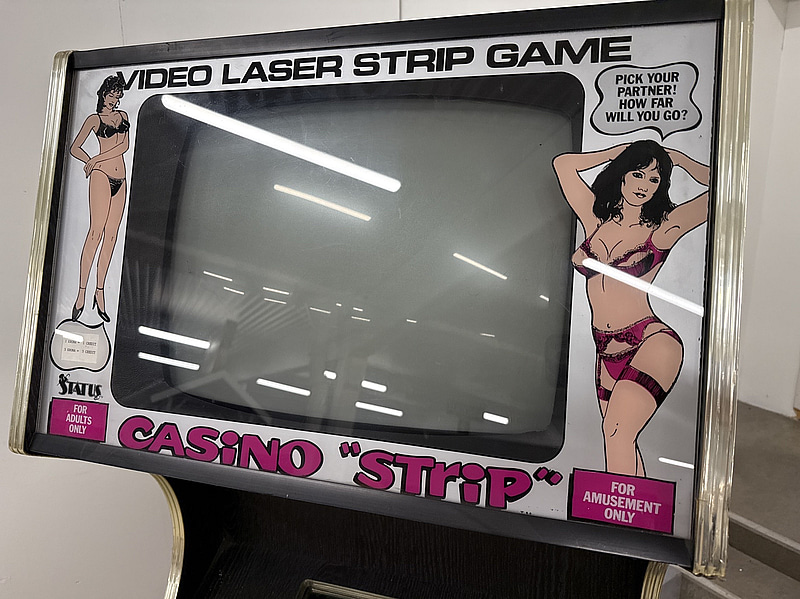 VIDEO LASER STRIP GAME
PICK YOUR
PARTNER!
HOW FAR
WILL YOU GO?
STATUS
FOR
ADULTS
ONLY
CASINO "STRIP"
TM
FOR
AMUSEMENT
ONLY